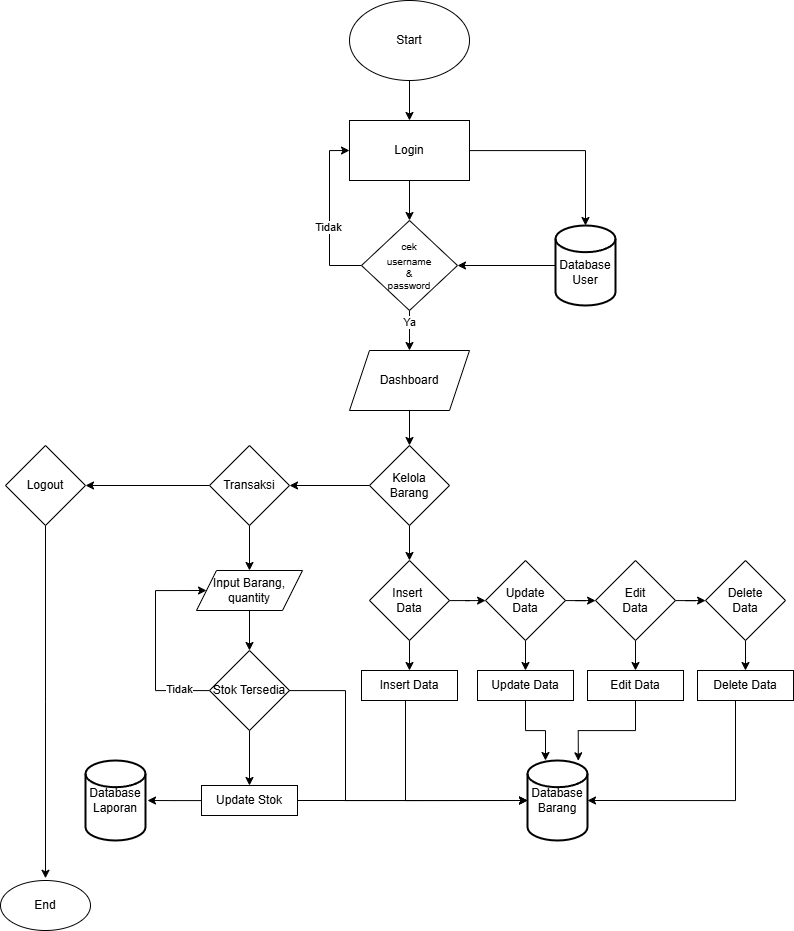 Start
Login
Tidak
cek
username
&
password
Database
User
Ya
Dashboard
Logout
Transaksi
Kelola
Barang
Input Barang,
quantity
Insert
Data
Update
Data
Edit
Data
Delete
Data
Tidak
Stok Tersedia
Insert Data
Update Data
Edit Data
Delete Data
Database
Laporan
Update Stok
Database
Barang
End